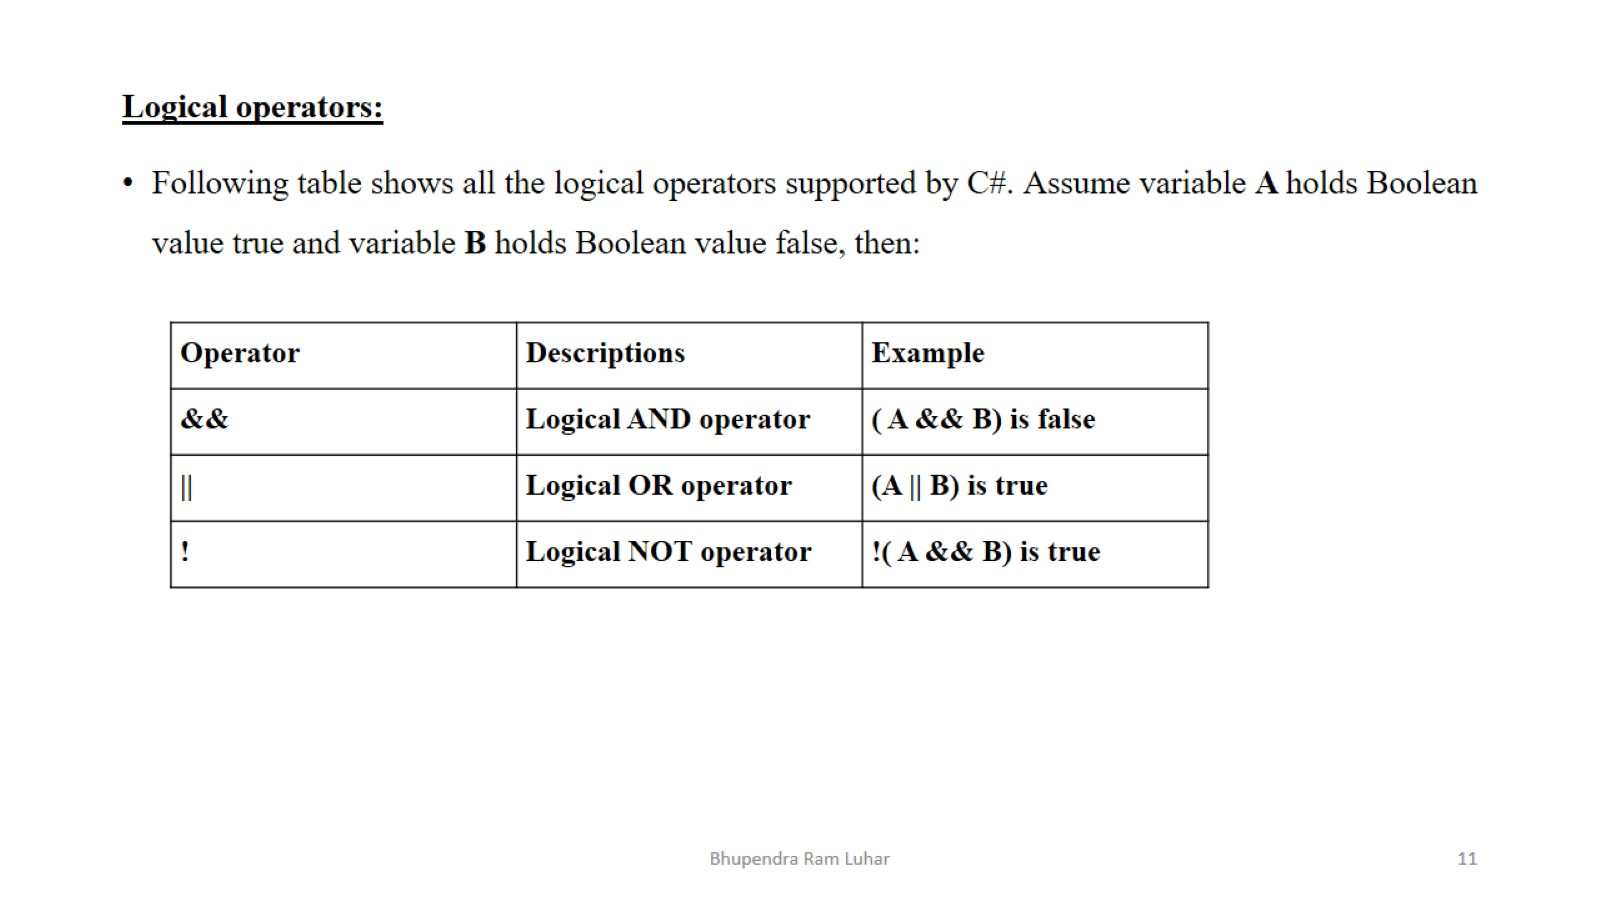 Logical operators:
• Following table shows all the logical operators supported by C#. Assume variable A holds Boolean
value true and variable B holds Boolean value false, then:
Operator Descriptions Example
&& Logical AND operator ( A && B) is false
|| Logical OR operator (A || B) is true
! Logical NOT operator !( A && B) is true
Bhupendra Ram Luhar 11